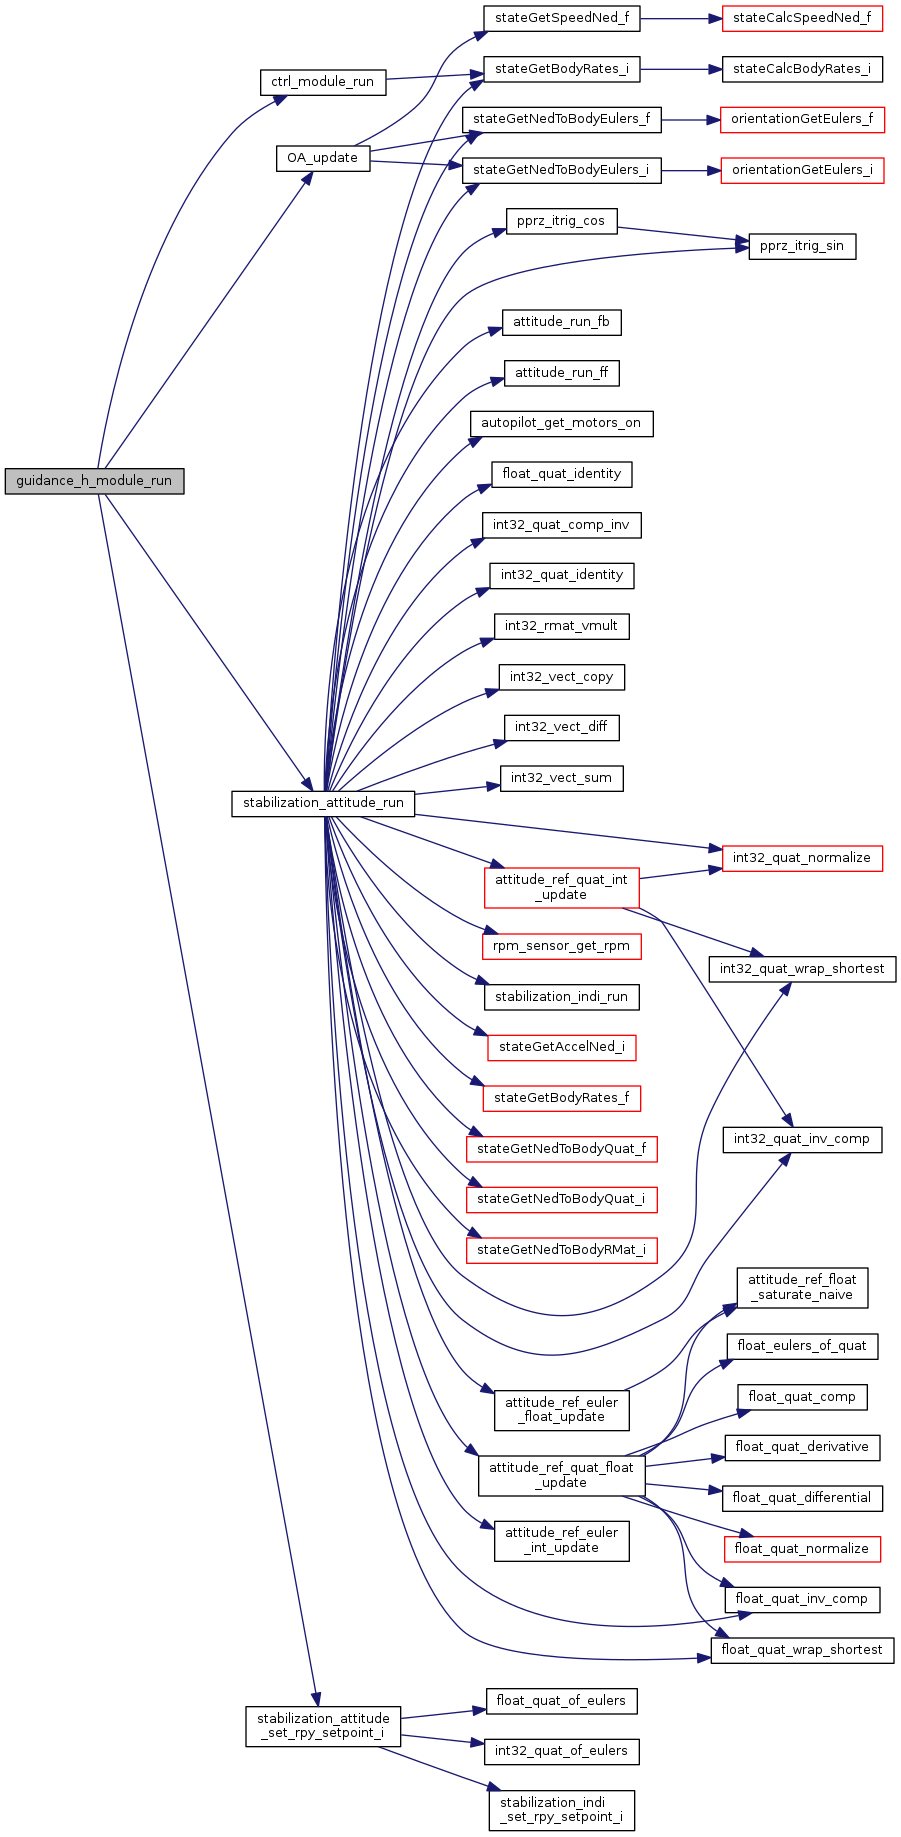 stateGetSpeedNed_f
stateCalcSpeedNed_f
ctrl_module_run
stateGetBodyRates_i
stateCalcBodyRates_i
stateGetNedToBodyEulers_f
orientationGetEulers_f
OA_update
stateGetNedToBodyEulers_i
orientationGetEulers_i
pprz_itrig_cos
pprz_itrig_sin
attitude_run_fb
attitude_run_ff
autopilot_get_motors_on
guidance_h_module_run
float_quat_identity
int32_quat_comp_inv
int32_quat_identity
int32_rmat_vmult
int32_vect_copy
int32_vect_diff
int32_vect_sum
stabilization_attitude_run
int32_quat_normalize
attitude_ref_quat_int
_update
rpm_sensor_get_rpm
int32_quat_wrap_shortest
stabilization_indi_run
stateGetAccelNed_i
stateGetBodyRates_f
int32_quat_inv_comp
stateGetNedToBodyQuat_f
stateGetNedToBodyQuat_i
stateGetNedToBodyRMat_i
attitude_ref_float
_saturate_naive
float_eulers_of_quat
attitude_ref_euler
_float_update
float_quat_comp
float_quat_derivative
attitude_ref_quat_float
_update
float_quat_differential
attitude_ref_euler
_int_update
float_quat_normalize
float_quat_inv_comp
float_quat_wrap_shortest
float_quat_of_eulers
stabilization_attitude
_set_rpy_setpoint_i
int32_quat_of_eulers
stabilization_indi
_set_rpy_setpoint_i